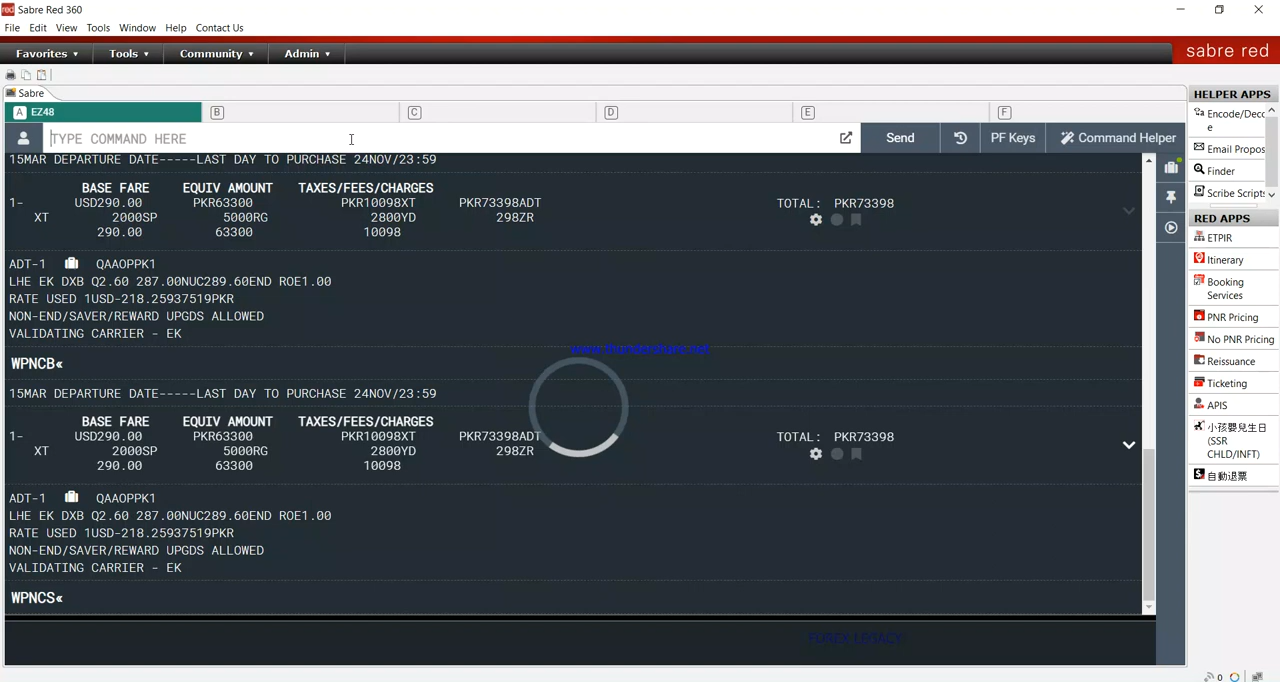 red Sabre Red 360
File Edit View Tools Window Help Contact Us
Favorites ▾ Tools ▾ Community ▾ Admin ▾ sabre red
Sabre
A EZ48 B C D E F
TYPE COMMAND HERE Send PF Keys Command Helper
15MAR DEPARTURE DATE-----LAST DAY TO PURCHASE 24NOV/23:59
BASE FARE EQUIV AMOUNT TAXES/FEES/CHARGES
1- USD290.00 PKR63300 PKR10098XT PKR73398ADT TOTAL: PKR73398
XT 2000SP 5000RG 2800YD 298ZR
290.00 63300 10098
ADT-1 QAAOPPK1
LHE EK DXB Q2.60 287.00NUC289.60END ROE1.00
RATE USED 1USD-218.25937519PKR
NON-END/SAVER/REWARD UPGDS ALLOWED
VALIDATING CARRIER - EK
www.thundershare.net
WPNCB«
15MAR DEPARTURE DATE-----LAST DAY TO PURCHASE 24NOV/23:59
BASE FARE EQUIV AMOUNT TAXES/FEES/CHARGES
1- USD290.00 PKR63300 PKR10098XT PKR73398ADT TOTAL: PKR73398
XT 2000SP 5000RG 2800YD 298ZR
290.00 63300 10098
ADT-1 QAAOPPK1
LHE EK DXB Q2.60 287.00NUC289.60END ROE1.00
RATE USED 1USD-218.25937519PKR
NON-END/SAVER/REWARD UPGDS ALLOWED
VALIDATING CARRIER - EK
WPNCS«
HELPER APPS
Encode/Deco
e
Email Propos
Finder
Scribe Scripts
RED APPS
ETPIR
Itinerary
Booking
Services
PNR Pricing
No PNR Pricing
Reissuance
Ticketing
APIS
小孩嬰兒生日
(SSR
CHLD/INFT)
自動退票
0